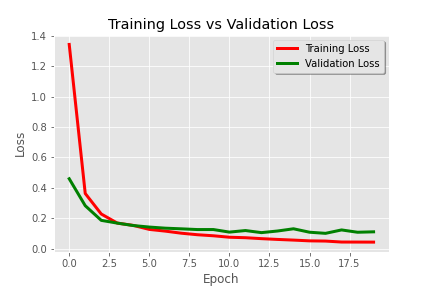 Training Loss vs Validation Loss
1.4
1.2
1.0
0.8
0.6
0.4
0.2
0.0
Loss
Training Loss
Validation Loss
0.0 2.5 5.0 7.5 10.0 12.5 15.0 17.5
Epoch